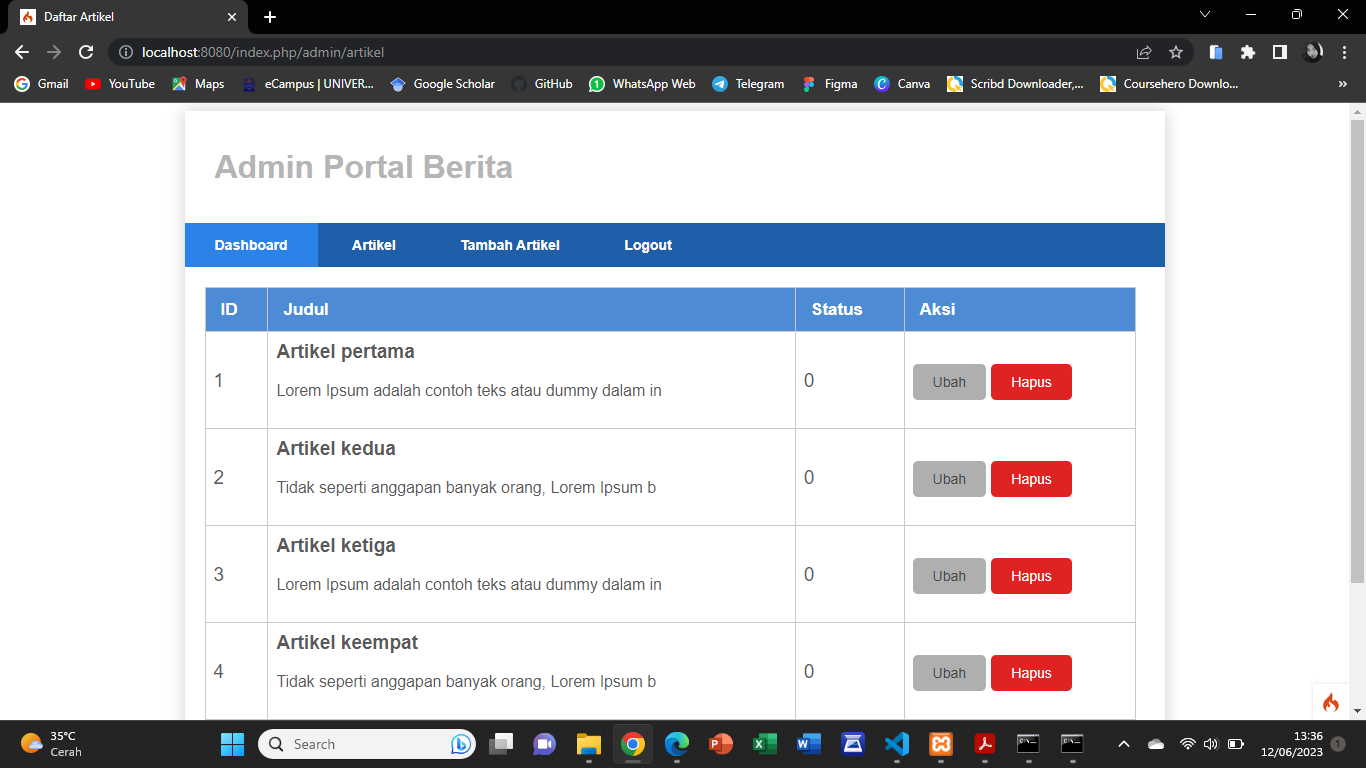 Daftar Artikel
localhost:8080/index.php/admin/artikel
Gmail YouTube Maps eCampus | UNIVER... Google Scholar GitHub WhatsApp Web Telegram Figma Canva Scribd Downloader,... Coursehero Downlo... »
Admin Portal Berita
Dashboard Artikel Tambah Artikel Logout
ID Judul Status Aksi
Artikel pertama
1 0 Ubah Hapus
Lorem Ipsum adalah contoh teks atau dummy dalam in
Artikel kedua
2 0 Ubah Hapus
Tidak seperti anggapan banyak orang, Lorem Ipsum b
Artikel ketiga
3 0 Ubah Hapus
Lorem Ipsum adalah contoh teks atau dummy dalam in
Artikel keempat
4 0 Ubah Hapus
Tidak seperti anggapan banyak orang, Lorem Ipsum b
35°C
Cerah
Search
13:36
12/06/2023
1